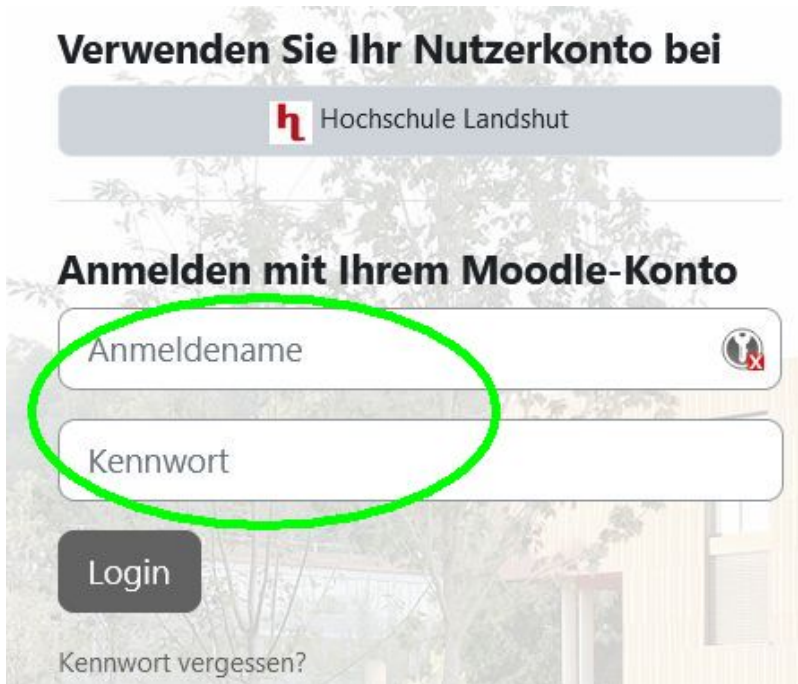 Verwenden Sie Ihr Nutzerkonto bei
Hochschule Landshut
Anmelden mit Ihrem Moodle-Konto
Anmeldename
Kennwort
Login
Kennwort vergessen?